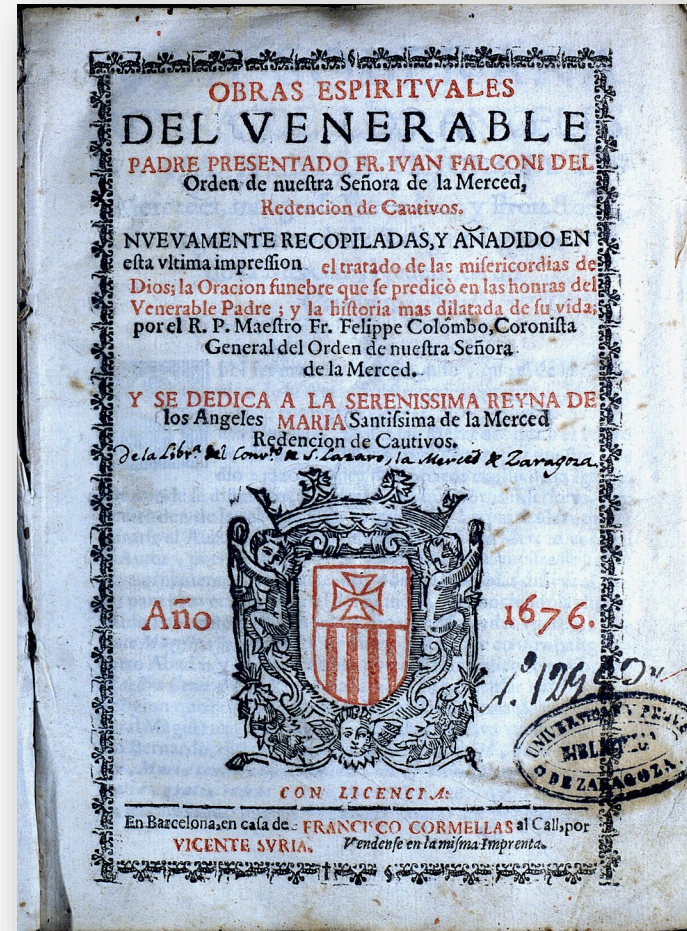 OBRAS ESPIRITVALES
DEL VENERABLE
PADRE PRESENTADO FR. IVAN FALCONI DEL
Orden de nueſtra Señora de la Merced,
Redencion de Cautivos.
NVEVAMENTE RECOPILADAS, Y AÑADIDO EN
eſta vltima impreſſion el tratado de las miſericordias de
Dios; la Oracion funebre que ſe predicò en las honras del
Venerable Padre ; y la hiſtoria mas dilatada de ſu vida;
por el R. P. Maeſtro Fr. Felippe Colombo, Coroniſta
General del Orden de nueſtra Señora
de la Merced.
Y SE DEDICA A LA SERENISSIMA REYNA DE
los Angeles MARIA Santiſsima de la Merced
Redencion de Cautivos.
De la Libr.ª del Conv.to de S. Lazaro, la Merced de Zaragoza.
Año 1676.
UNIVERSITARIA Y PROV
BIBLIOTECA
DE ZARAGOZA
CON LICENCIA:
En Barcelona, en caſa de FRANCISCO CORMELLAS al Call, por
VICENTE SVRIA. Vendenſe en la miſma Imprenta.